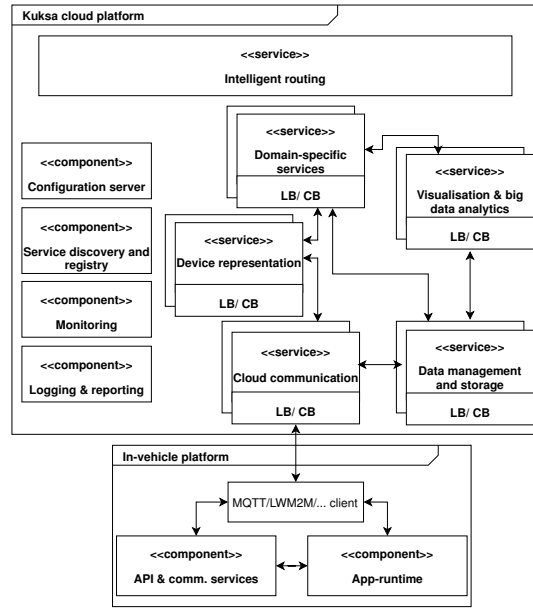 Kuksa cloud platform
<<service>>
Intelligent routing
<<component>>
Configuration server
<<component>>
Service discovery and
registry
<<component>>
Monitoring
<<component>>
Logging & reporting
<<service>>
Domain-specific
services
LB/ CB
<<service>>
Visualisation & big
data analytics
LB/ CB
<<service>>
Device representation
LB/ CB
<<service>>
Cloud communication
LB/ CB
<<service>>
Data management
and storage
LB/ CB
In-vehicle platform
MQTT/LWM2M/... client
<<component>>
API & comm. services
<<component>>
App-runtime